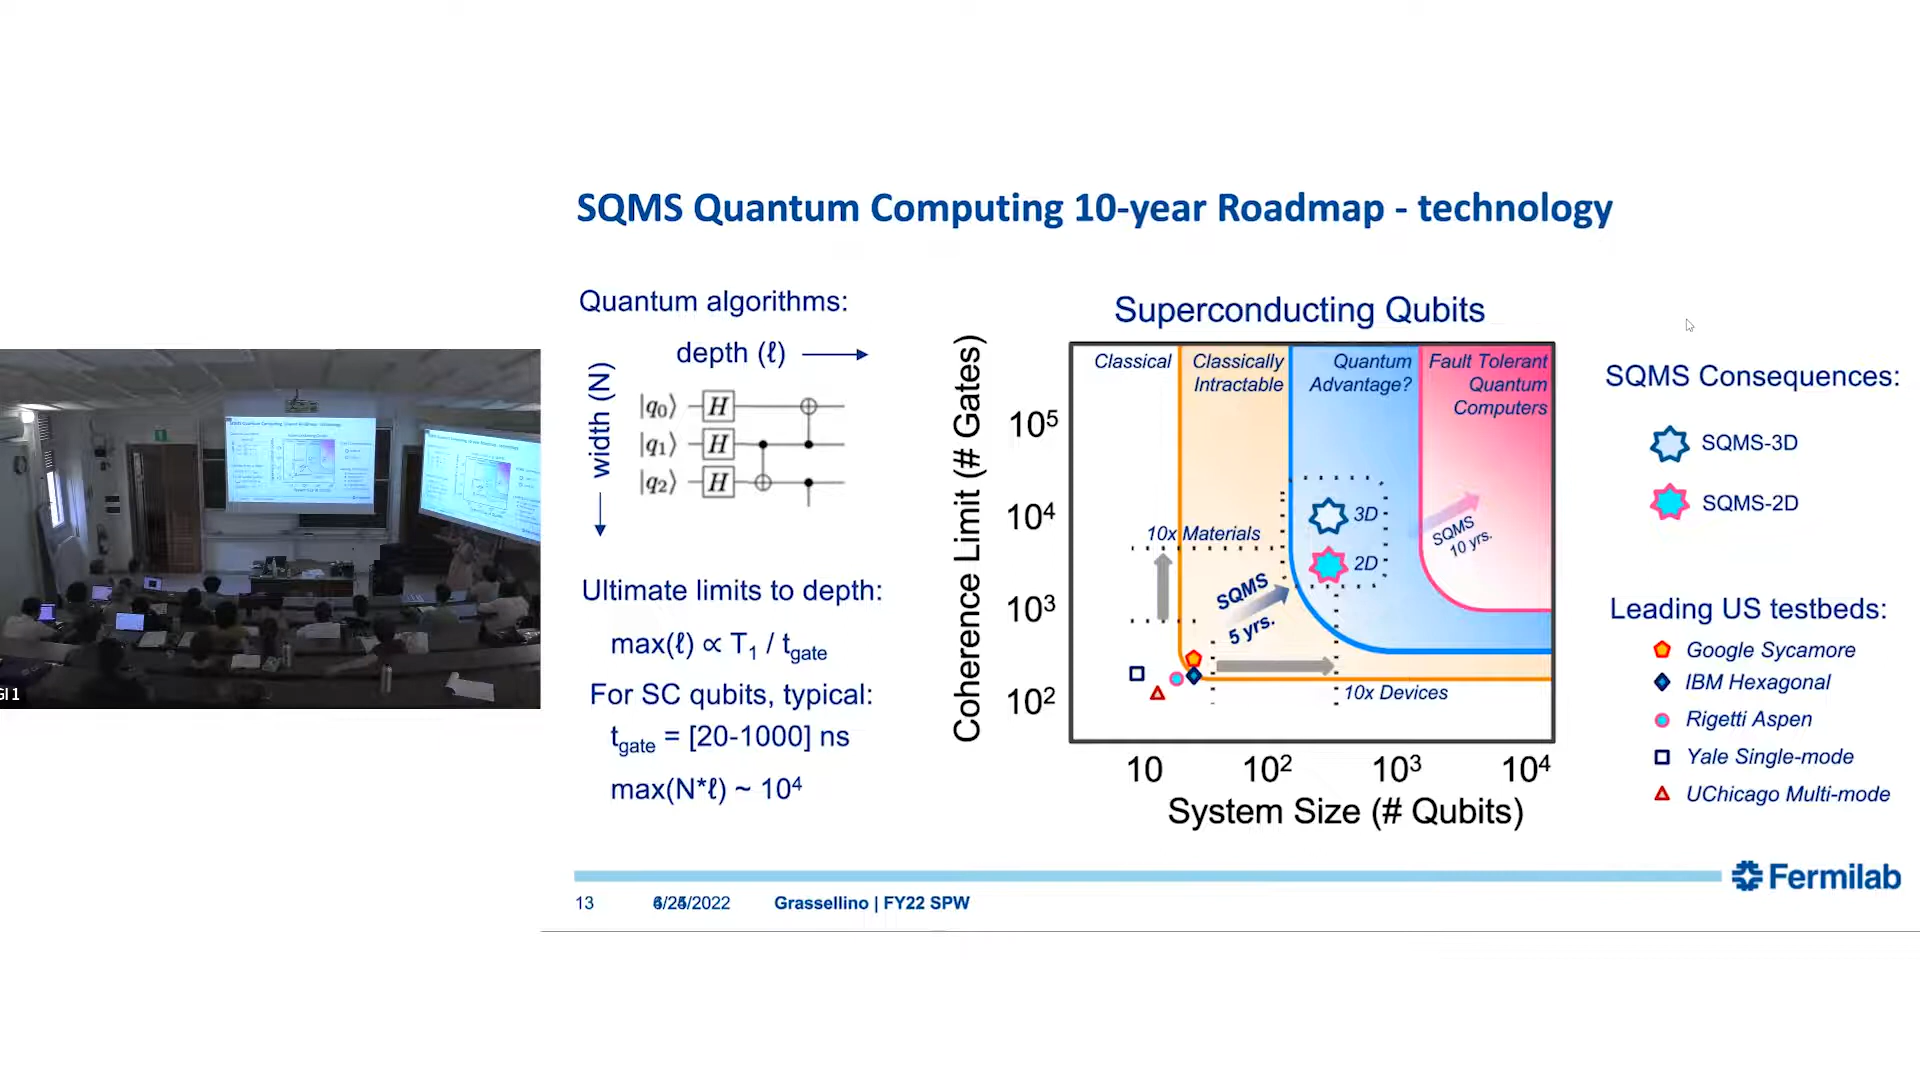 SQMS Quantum Computing 10-year Roadmap - technology
Quantum algorithms:
depth (ℓ)
width (N)
|q₀⟩ H
|q₁⟩ H
|q₂⟩ H
Ultimate limits to depth:
max(ℓ) ∝ T₁ / t_gate
For SC qubits, typical:
t_gate = [20-1000] ns
max(N*ℓ) ~ 10⁴
Superconducting Qubits
Coherence Limit (# Gates)
10⁵
10⁴
10³
10²
Classical
Classically
Intractable
Quantum
Advantage?
Fault Tolerant
Quantum
Computers
10x Materials
3D
2D
SQMS
5 yrs.
SQMS
10 yrs.
10x Devices
10 10² 10³ 10⁴
System Size (# Qubits)
SQMS Consequences:
SQMS-3D
SQMS-2D
Leading US testbeds:
Google Sycamore
IBM Hexagonal
Rigetti Aspen
Yale Single-mode
UChicago Multi-mode
Fermilab
13
Grassellino | FY22 SPW